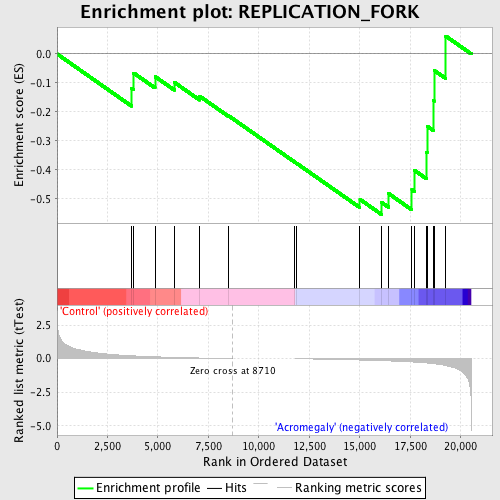 Enrichment plot: REPLICATION_FORK
Enrichment score (ES)
0.0
-0.1
-0.2
-0.3
-0.4
-0.5
'Control' (positively correlated)
Ranked list metric (tTest)
2.5
0.0
-2.5
-5.0
Zero cross at 8710
'Acromegaly' (negatively correlated)
0 2,500 5,000 7,500 10,000 12,500 15,000 17,500 20,000
Rank in Ordered Dataset
Enrichment profile Hits Ranking metric scores